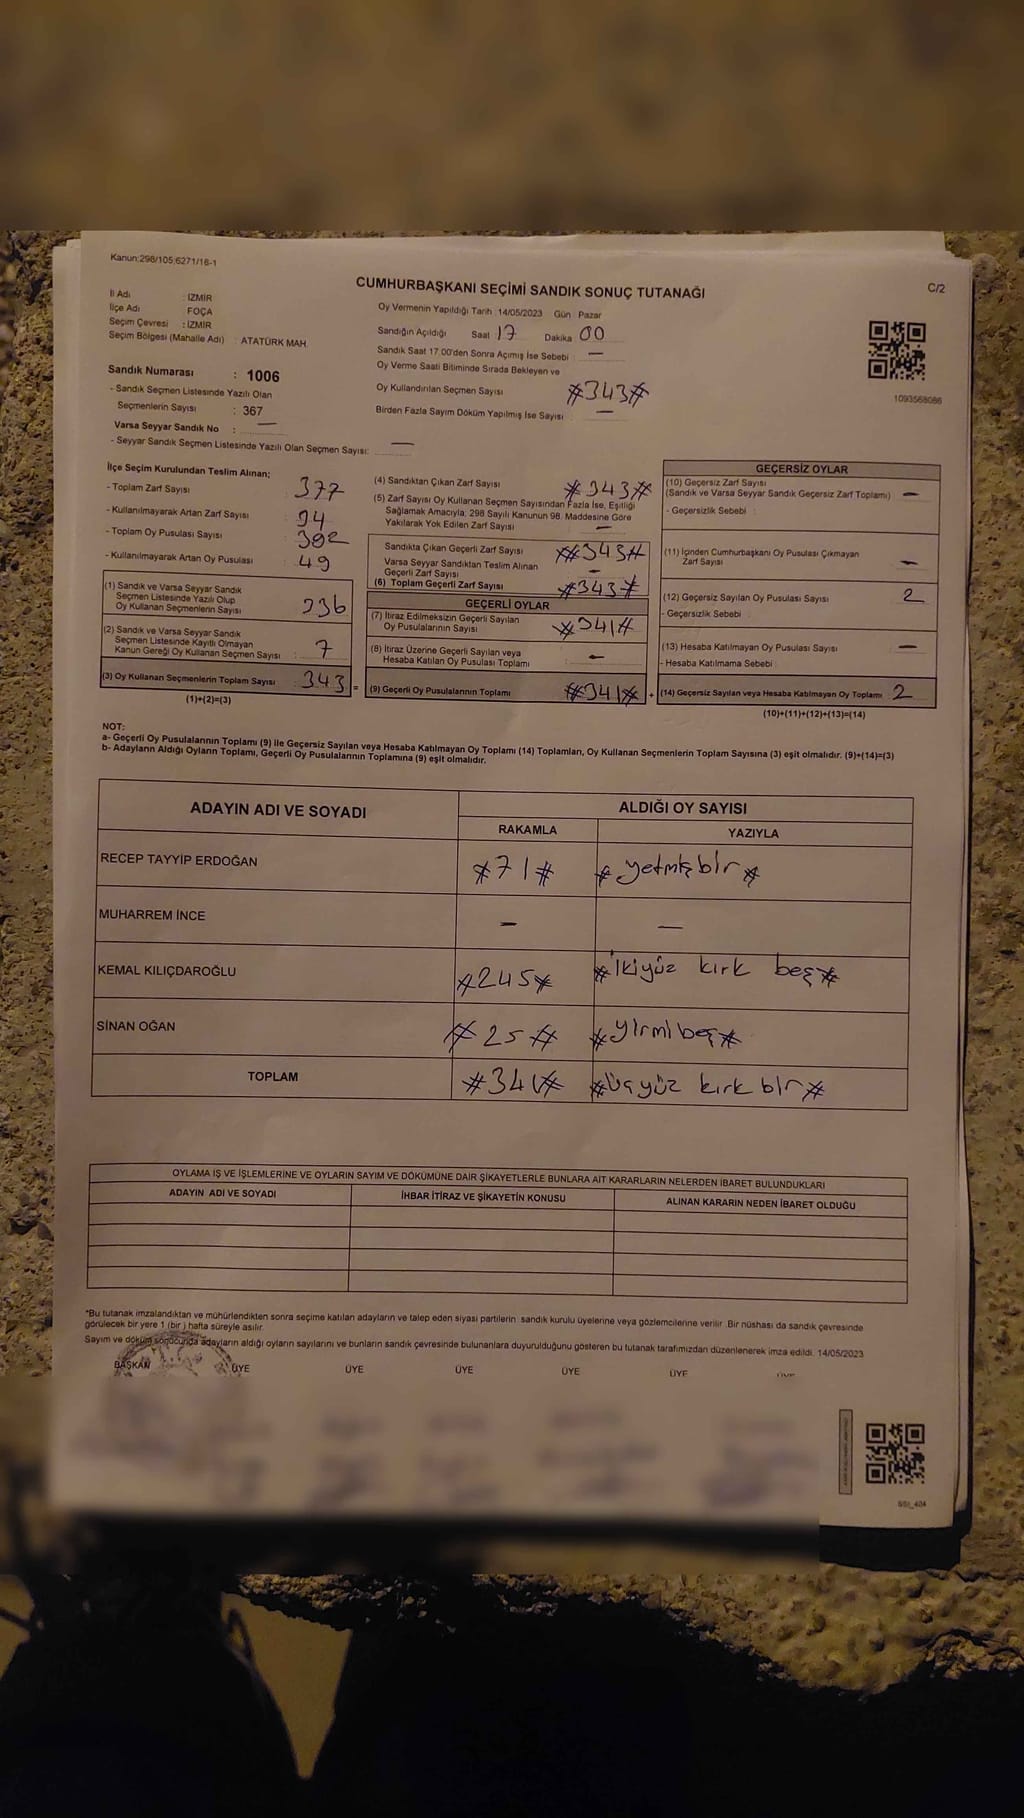 Kanun:298/105,6271/16-1
CUMHURBAŞKANI SEÇİMİ SANDIK SONUÇ TUTANAĞI
C/2
İl Adı : İZMİR
İlçe Adı FOÇA
Seçim Çevresi : İZMİR
Seçim Bölgesi (Mahalle Adı) : ATATÜRK MAH.
Sandık Numarası : 1006
- Sandık Seçmen Listesinde Yazılı Olan
Seçmenlerin Sayısı : 367
Varsa Seyyar Sandık No : —
- Seyyar Sandık Seçmen Listesinde Yazılı Olan Seçmen Sayısı: —
Oy Vermenin Yapıldığı Tarih 14/05/2023 Gün Pazar
Sandığın Açıldığı Saat 17 Dakika 00
Sandık Saat 17.00'den Sonra Açımış İse Sebebi : —
Oy Verme Saati Bitiminde Sırada Bekleyen ve
Oy Kullandırılan Seçmen Sayısı #343#
Birden Fazla Sayım Döküm Yapılmış İse Sayısı —
1093568086
İlçe Seçim Kurulundan Teslim Alınan;
- Toplam Zarf Sayısı : 377
- Kullanılmayarak Artan Zarf Sayısı : 34
- Toplam Oy Pusulası Sayısı :
- Kullanılmayarak Artan Oy Pusulası : 49
(1) Sandık ve Varsa Seyyar Sandık
Seçmen Listesinde Yazılı Olup
Oy Kullanan Seçmenlerin Sayısı : 336
(2) Sandık ve Varsa Seyyar Sandık
Seçmen Listesinde Kayıtlı Olmayan
Kanun Gereği Oy Kullanan Seçmen Sayısı : 7
(3) Oy Kullanan Seçmenlerin Toplam Sayısı : 343 =
(1)+(2)=(3)
(4) Sandıktan Çıkan Zarf Sayısı #343#
(5) Zarf Sayısı Oy Kullanan Seçmen Sayısından Fazla İse, Eşitliği
Sağlamak Amacıyla, 298 Sayılı Kanunun 98. Maddesine Göre
Yakılarak Yok Edilen Zarf Sayısı —
Sandıkta Çıkan Geçerli Zarf Sayısı ##343#
Varsa Seyyar Sandıktan Teslim Alınan
Geçerli Zarf Sayısı : —
(6) Toplam Geçerli Zarf Sayısı #343#
GEÇERLİ OYLAR
(7) İtiraz Edilmeksizin Geçerli Sayılan
Oy Pusulalarının Sayısı #341#
(8) İtiraz Üzerine Geçerli Sayılan veya
Hesaba Katılan Oy Pusulası Toplamı : —
(9) Geçerli Oy Pusulalarının Toplamı ##341# +
GEÇERSİZ OYLAR
(10) Geçersiz Zarf Sayısı
(Sandık ve Varsa Seyyar Sandık Geçersiz Zarf Toplamı) : —
- Geçersizlik Sebebi :
(11) İçinden Cumhurbaşkanı Oy Pusulası Çıkmayan
Zarf Sayısı : —
(12) Geçersiz Sayılan Oy Pusulası Sayısı : 2
- Geçersizlik Sebebi :
(13) Hesaba Katılmayan Oy Pusulası Sayısı : —
- Hesaba Katılmama Sebebi :
(14) Geçersiz Sayılan veya Hesaba Katılmayan Oy Toplamı : 2
(10)+(11)+(12)+(13)=(14)
NOT:
a- Geçerli Oy Pusulalarının Toplamı (9) ile Geçersiz Sayılan veya Hesaba Katılmayan Oy Toplamı (14) Toplamları, Oy Kullanan Seçmenlerin Toplam Sayısına (3) eşit olmalıdır. (9)+(14)=(3)
b- Adayların Aldığı Oyların Toplamı, Geçerli Oy Pusulalarının Toplamına (9) eşit olmalıdır.
ADAYIN ADI VE SOYADI ALDIĞI OY SAYISI
RAKAMLA YAZIYLA
RECEP TAYYİP ERDOĞAN #71# #yetmişbir#
MUHARREM İNCE — —
KEMAL KILIÇDAROĞLU #245# #İkiyüz kırk beş#
SİNAN OĞAN #25# #yirmibeş#
TOPLAM #341# #üçyüz kırk bir#
OYLAMA İŞ VE İŞLEMLERİNE VE OYLARIN SAYIM VE DÖKÜMÜNE DAİR ŞİKAYETLERLE BUNLARA AİT KARARLARIN NELERDEN İBARET BULUNDUKLARI
ADAYIN ADI VE SOYADI İHBAR İTİRAZ VE ŞİKAYETİN KONUSU ALINAN KARARIN NEDEN İBARET OLDUĞU
*Bu tutanak imzalandıktan ve mühürlendikten sonra seçime katılan adayların ve talep eden siyasi partilerin sandık kurulu üyelerine veya gözlemcilerine verilir. Bir nüshası da sandık çevresinde
görülecek bir yere 1 (bir) hafta süreyle asılır.
Sayım ve döküm sonucunda adayların aldığı oyların sayılarını ve bunların sandık çevresinde bulunanlara duyurulduğunu gösteren bu tutanak tarafımızdan düzenlenerek imza edildi. 14/05/2023
BAŞKAN ÜYE ÜYE ÜYE ÜYE ÜYE ÜYE